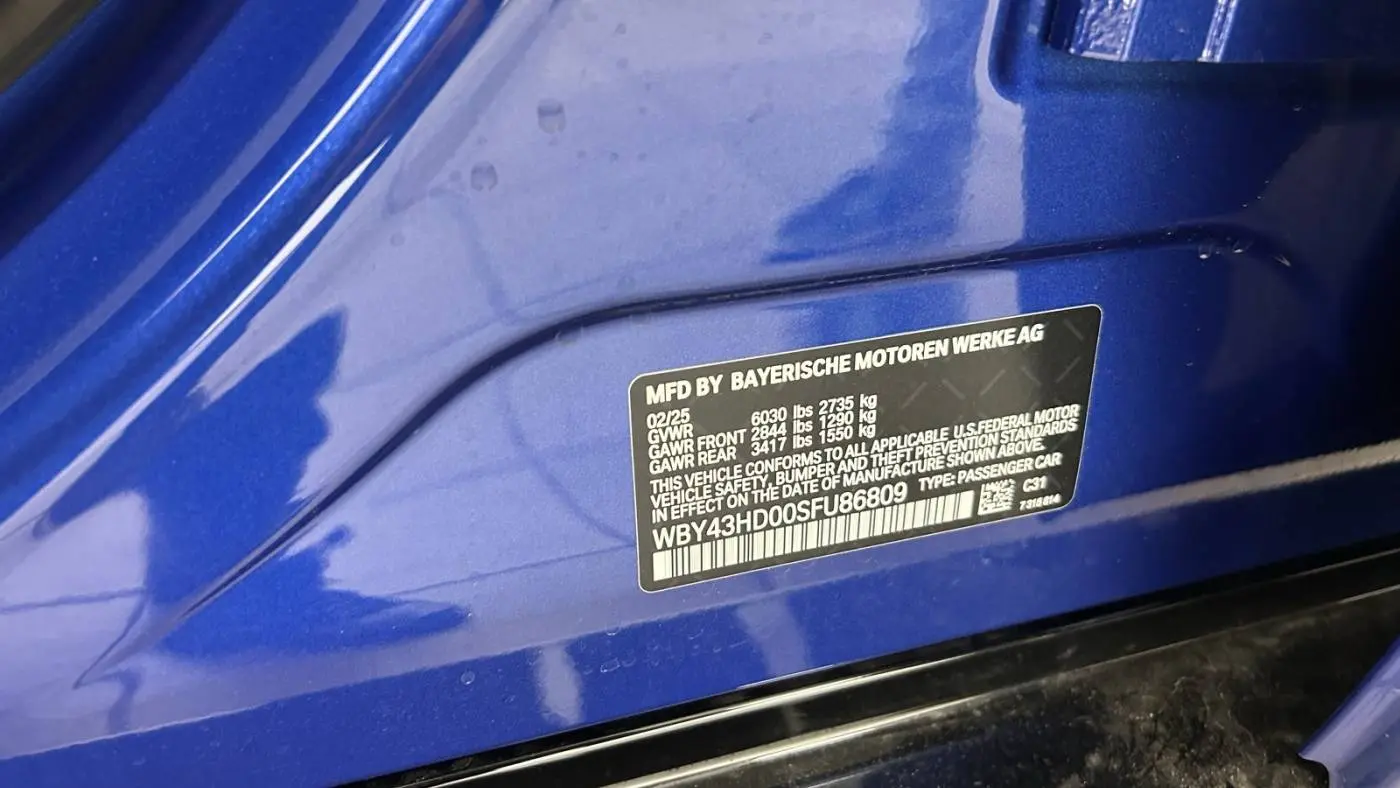 MFD BY BAYERISCHE MOTOREN WERKE AG
02/25
GVWR 6030 lbs 2735 kg
GAWR FRONT 2844 lbs 1290 kg
GAWR REAR 3417 lbs 1550 kg
THIS VEHICLE CONFORMS TO ALL APPLICABLE U.S.FEDERAL MOTOR
VEHICLE SAFETY, BUMPER AND THEFT PREVENTION STANDARDS
IN EFFECT ON THE DATE OF MANUFACTURE SHOWN ABOVE.
WBY43HD00SFU86809 TYPE: PASSENGER CAR
C31